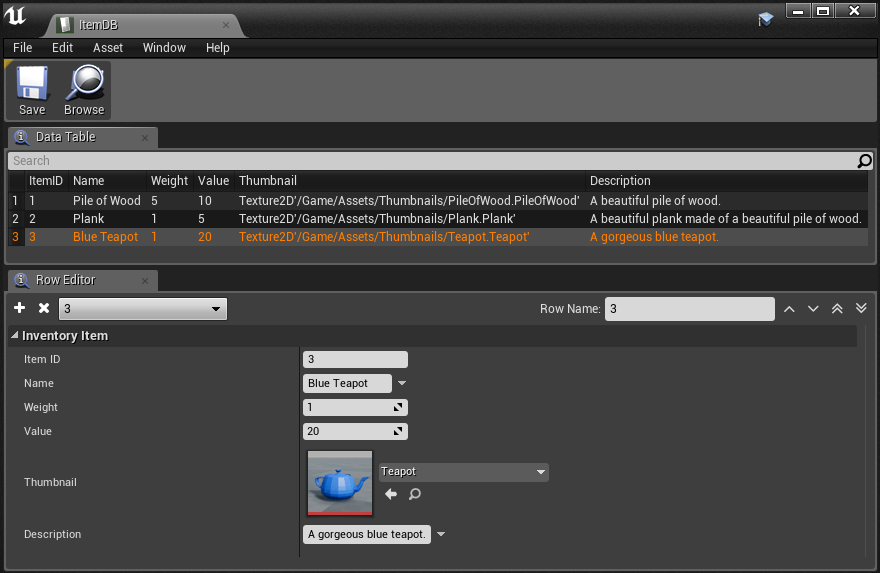 ItemDB
File Edit Asset Window Help
Save Browse
Data Table
Search
ItemID Name Weight Value Thumbnail Description
1 1 Pile of Wood 5 10 Texture2D'/Game/Assets/Thumbnails/PileOfWood.PileOfWood' A beautiful pile of wood.
2 2 Plank 1 5 Texture2D'/Game/Assets/Thumbnails/Plank.Plank' A beautiful plank made of a beautiful pile of wood.
3 3 Blue Teapot 1 20 Texture2D'/Game/Assets/Thumbnails/Teapot.Teapot' A gorgeous blue teapot.
Row Editor
3 Row Name: 3
Inventory Item
Item ID 3
Name Blue Teapot
Weight 1
Value 20
Thumbnail Teapot
Description A gorgeous blue teapot.